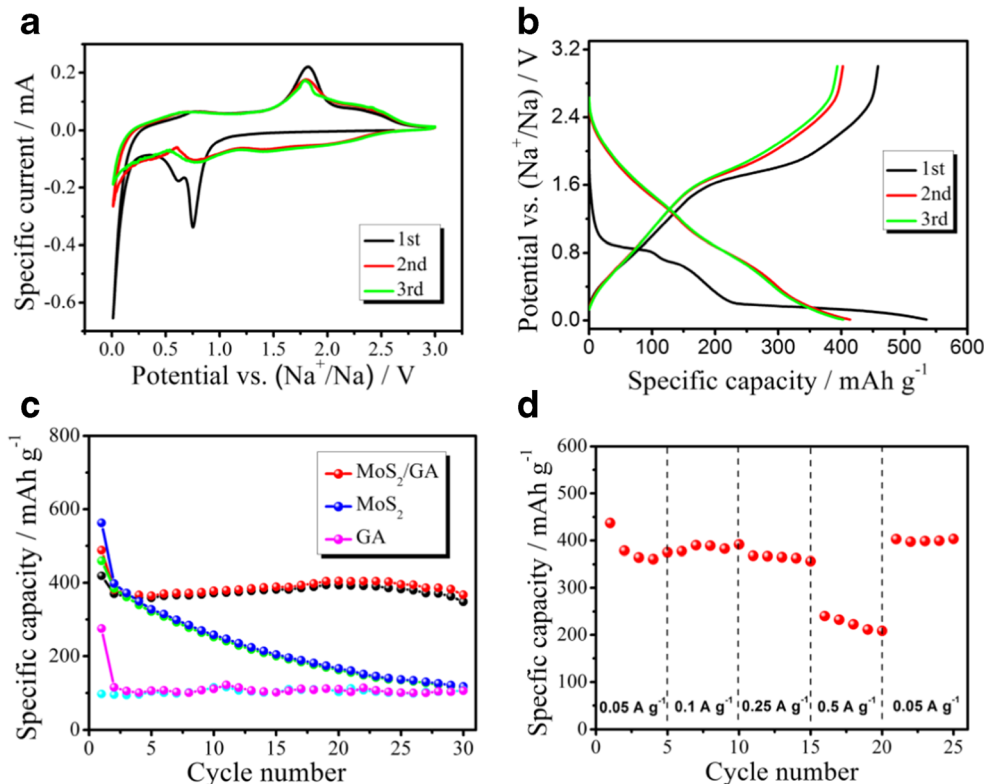 a
Specific current / mA
0.2
0.0
-0.2
-0.4
-0.6
1st
2nd
3rd
0.0 0.5 1.0 1.5 2.0 2.5 3.0
Potential vs. (Na⁺/Na) / V
b
Potential vs. (Na⁺/Na) / V
3.2
2.4
1.6
0.8
0.0
1st
2nd
3rd
0 100 200 300 400 500 600
Specific capacity / mAh g⁻¹
c
Specific capacity / mAh g⁻¹
800
600
400
200
0
MoS₂/GA
MoS₂
GA
0 5 10 15 20 25 30
Cycle number
d
Specfic capacity / mAh g⁻¹
600
500
400
300
200
100
0
0.05 A g⁻¹ 0.1 A g⁻¹ 0.25 A g⁻¹ 0.5 A g⁻¹ 0.05 A g⁻¹
0 5 10 15 20 25
Cycle number